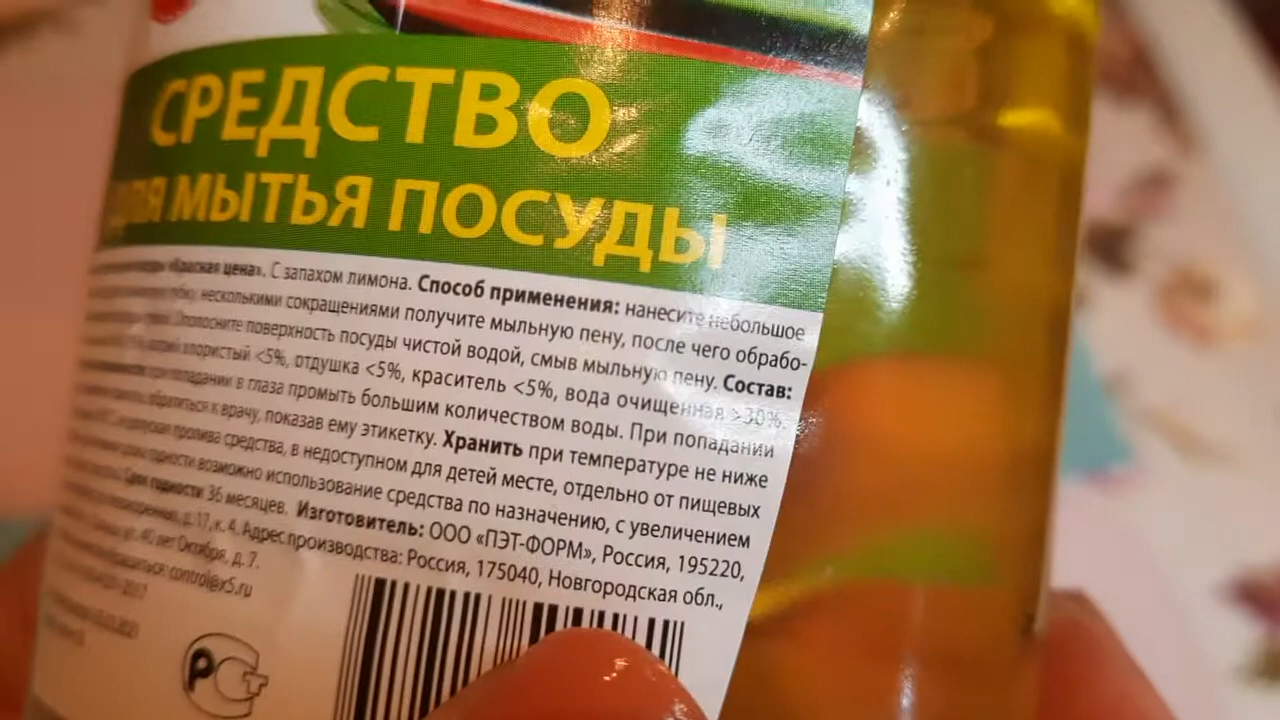 СРЕДСТВО
ДЛЯ МЫТЬЯ ПОСУДЫ
«Красная цена». С запахом лимона. Способ применения: нанесите небольшое
губку, несколькими сокращениями получите мыльную пену, после чего обрабо-
Ополосните поверхность посуды чистой водой, смыв мыльную пену. Состав:
хлористый <5%, отдушка <5%, краситель <5%, вода очищенная >30%.
при попадании в глаза промыть большим количеством воды. При попадании
обратиться к врачу, показав ему этикетку. Хранить при температуре не ниже
пролива средства, в недоступном для детей месте, отдельно от пищевых
годности возможно использование средства по назначению, с увеличением
Срок годности: 36 месяцев. Изготовитель: ООО «ПЭТ-ФОРМ», Россия, 195220,
д. 17, к. 4. Адрес производства: Россия, 175040, Новгородская обл.,
ул. 40 лет Октября, д. 7.
control@x5.ru
РСТ